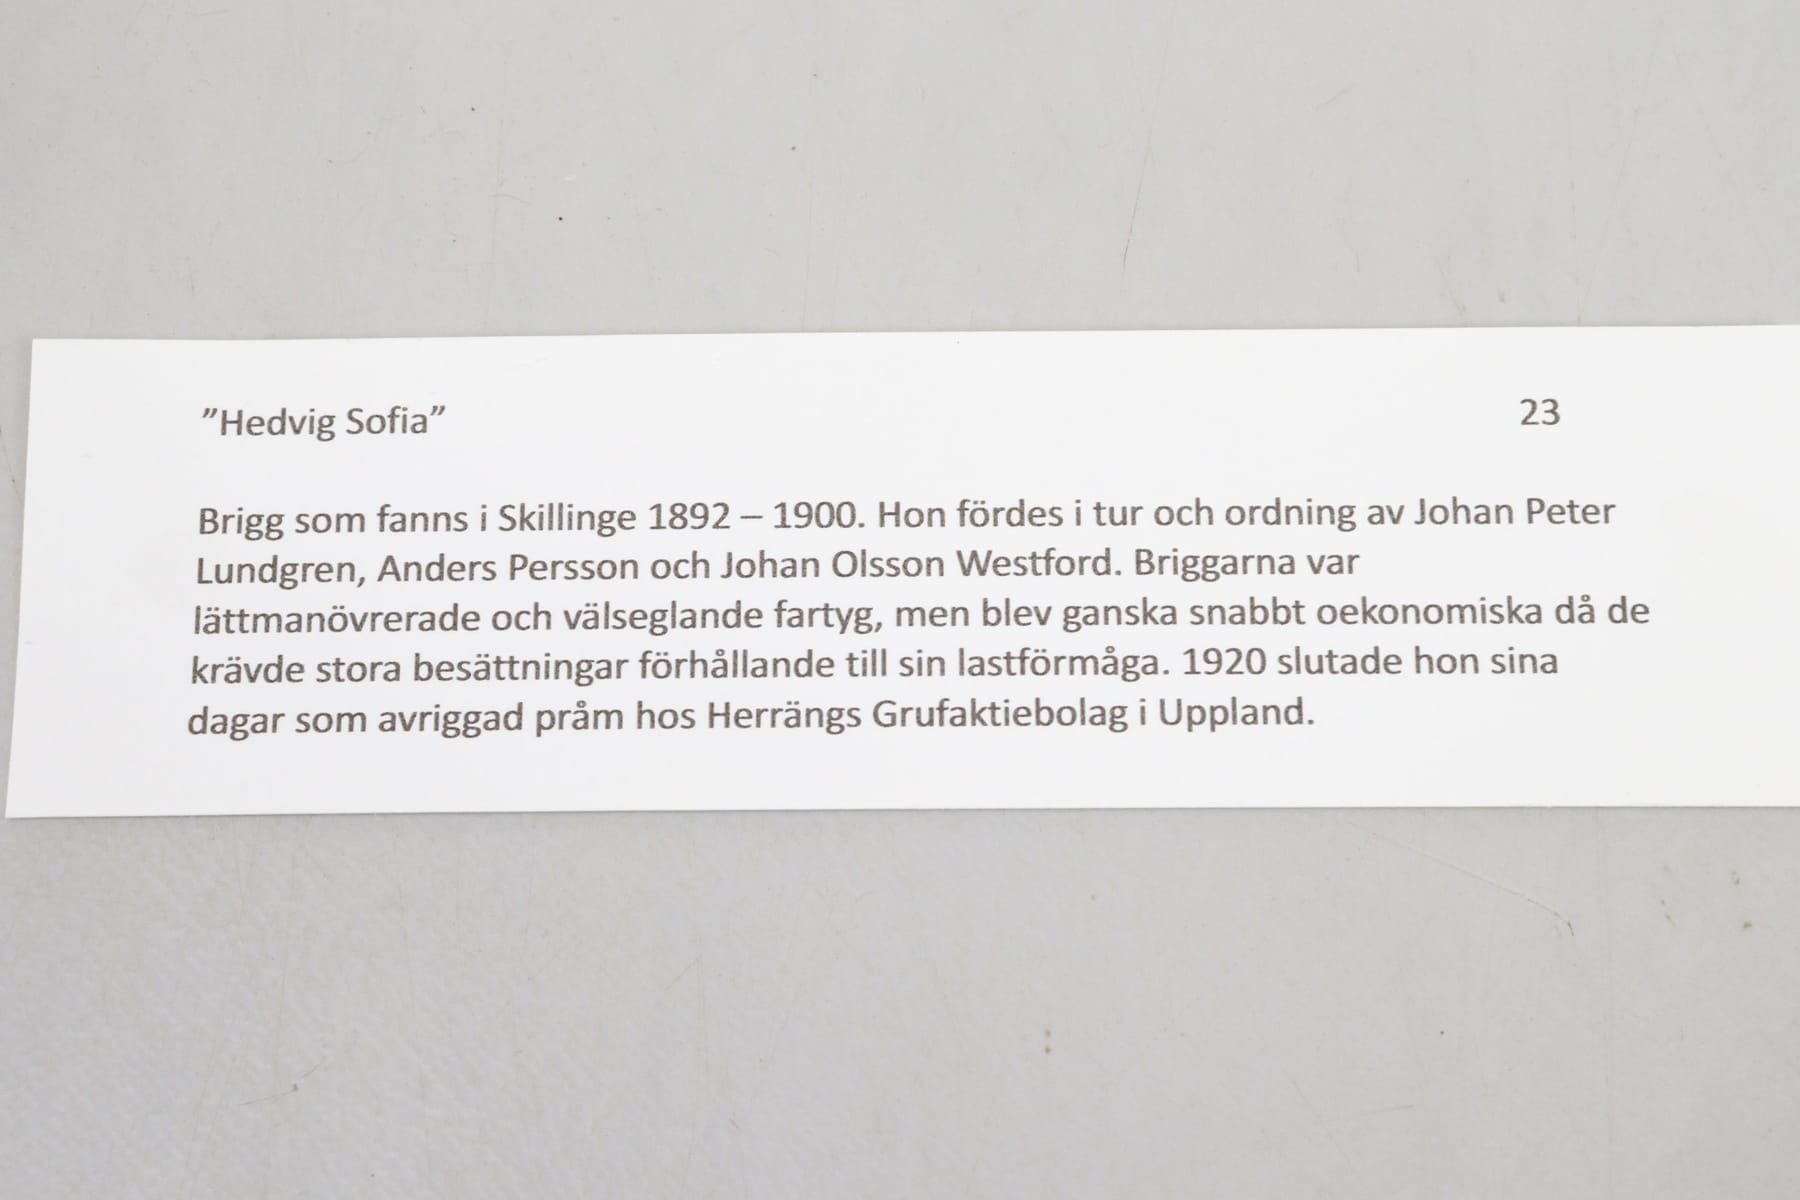 ”Hedvig Sofia” 23
Brigg som fanns i Skillinge 1892 – 1900. Hon fördes i tur och ordning av Johan Peter
Lundgren, Anders Persson och Johan Olsson Westford. Briggarna var
lättmanövrerade och välseglande fartyg, men blev ganska snabbt oekonomiska då de
krävde stora besättningar förhållande till sin lastförmåga. 1920 slutade hon sina
dagar som avriggad pråm hos Herrängs Grufaktiebolag i Uppland.